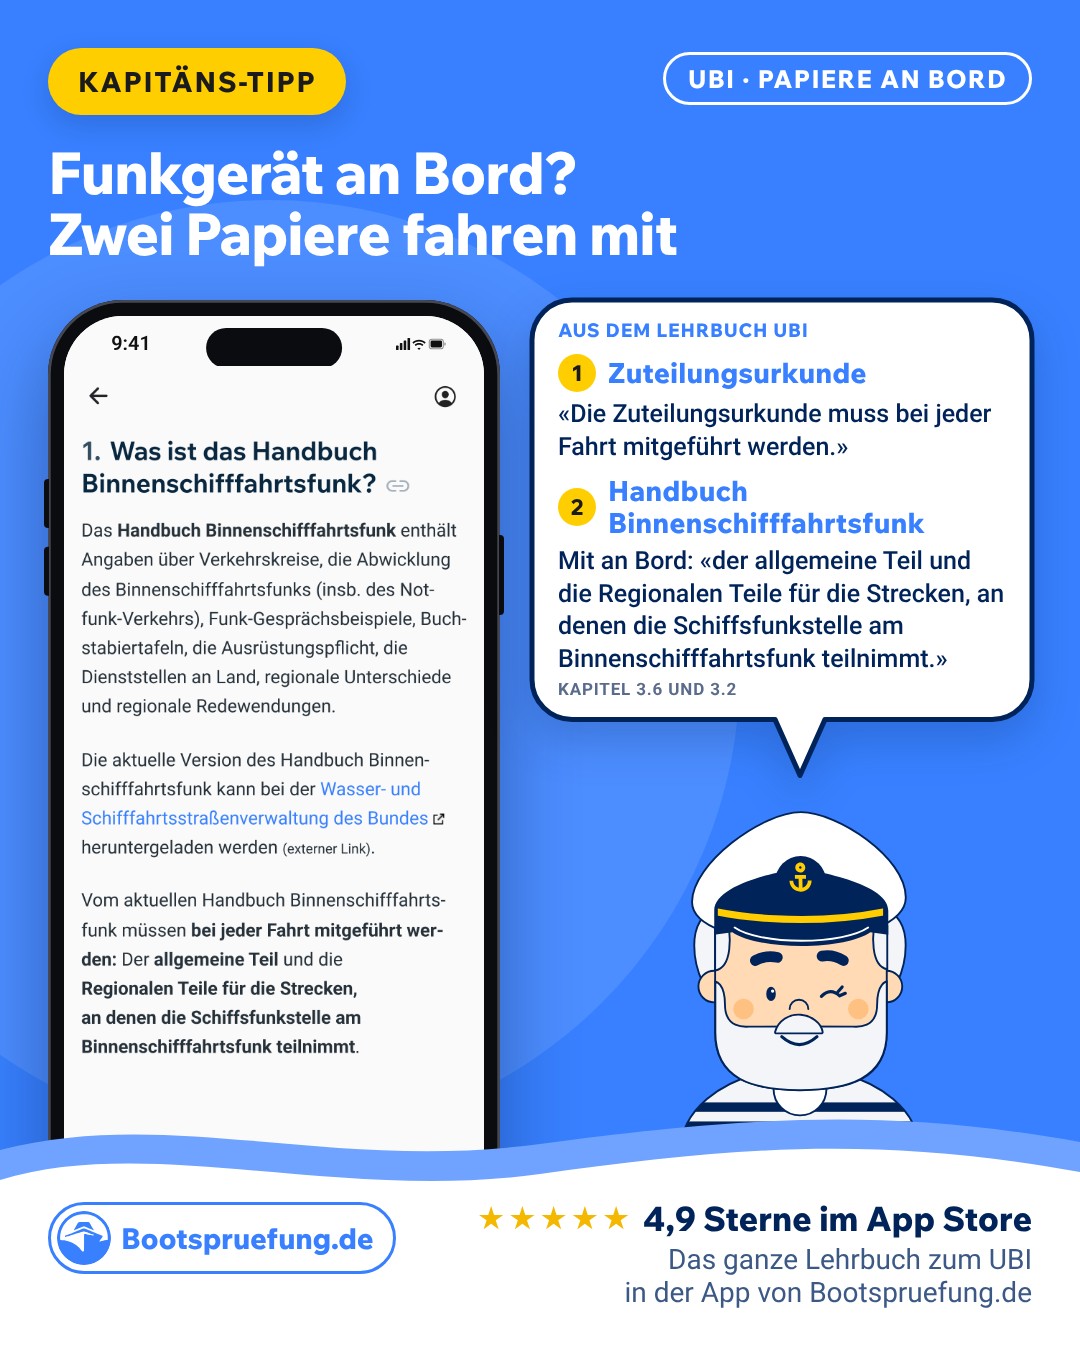 KAPITÄNS-TIPP
UBI · PAPIERE AN BORD
Funkgerät an Bord?
Zwei Papiere fahren mit
9:41
1. Was ist das Handbuch
Binnenschifffahrtsfunk?
Das Handbuch Binnenschifffahrtsfunk enthält
Angaben über Verkehrskreise, die Abwicklung
des Binnenschifffahrtsfunks (insb. des Not-
funk-Verkehrs), Funk-Gesprächsbeispiele, Buch-
stabiertafeln, die Ausrüstungspflicht, die
Dienststellen an Land, regionale Unterschiede
und regionale Redewendungen.
Die aktuelle Version des Handbuch Binnen-
schifffahrtsfunk kann bei der Wasser- und
Schifffahrtsstraßenverwaltung des Bundes
heruntergeladen werden (externer Link).
Vom aktuellen Handbuch Binnenschifffahrts-
funk müssen bei jeder Fahrt mitgeführt wer-
den: Der allgemeine Teil und die
Regionalen Teile für die Strecken,
an denen die Schiffsfunkstelle am
Binnenschifffahrtsfunk teilnimmt.
AUS DEM LEHRBUCH UBI
1 Zuteilungsurkunde
«Die Zuteilungsurkunde muss bei jeder
Fahrt mitgeführt werden.»
2 Handbuch
Binnenschifffahrtsfunk
Mit an Bord: «der allgemeine Teil und
die Regionalen Teile für die Strecken, an
denen die Schiffsfunkstelle am
Binnenschifffahrtsfunk teilnimmt.»
KAPITEL 3.6 UND 3.2
Bootspruefung.de
★★★★★ 4,9 Sterne im App Store
Das ganze Lehrbuch zum UBI
in der App von Bootspruefung.de